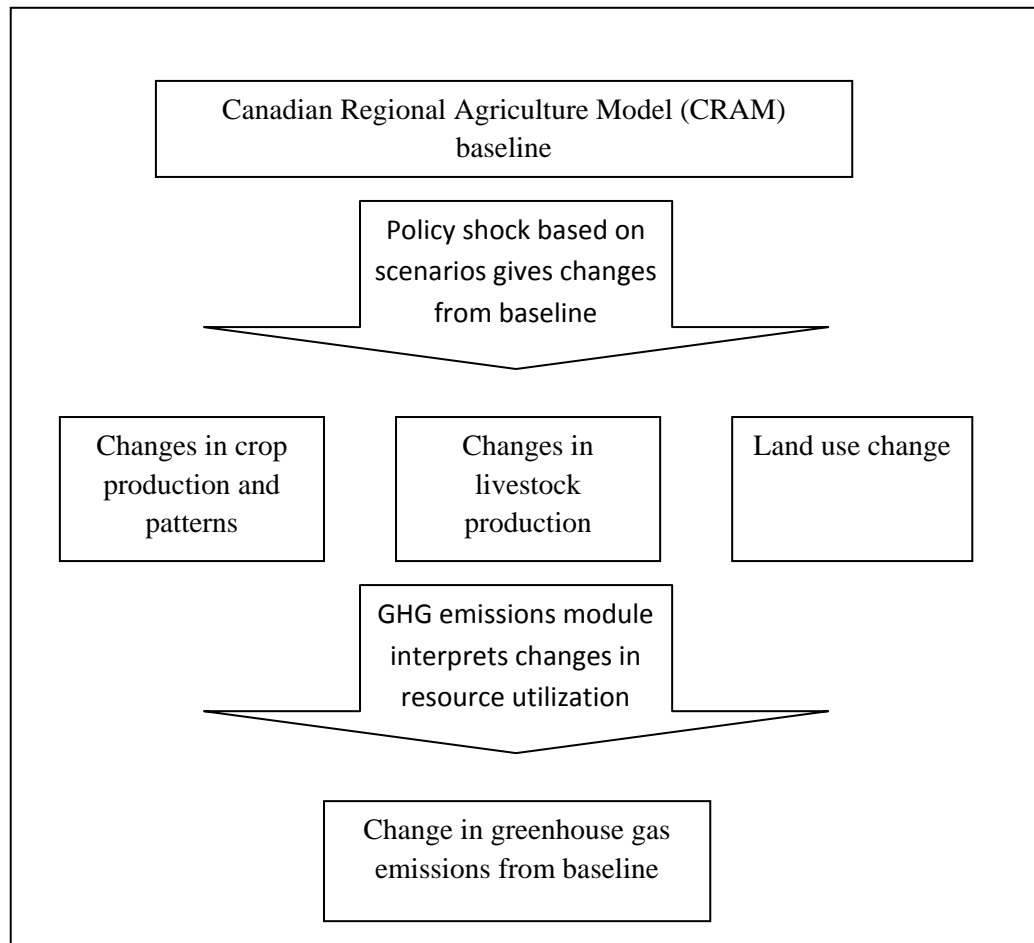 Canadian Regional Agriculture Model (CRAM)
baseline
Policy shock based on
scenarios gives changes
from baseline
Changes in crop
production and
patterns
Changes in
livestock
production
Land use change
GHG emissions module
interprets changes in
resource utilization
Change in greenhouse gas
emissions from baseline